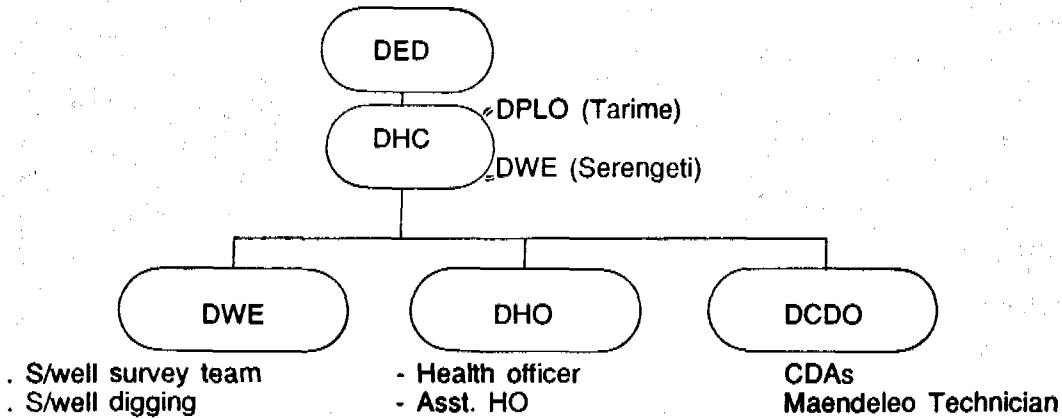 DED
DPLO (Tarime)
DHC
DWE (Serengeti)
DWE
DHO
DCDO
. S/well survey team
. S/well digging
- Health officer
- Asst. HO
CDAs
Maendeleo Technician